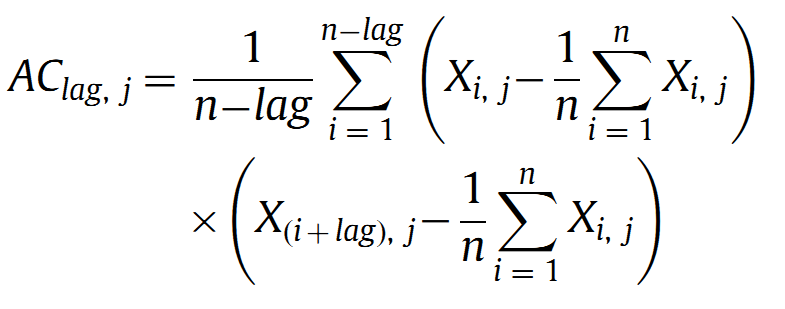 AC_{lag, j} = \frac{1}{n-lag} \sum_{i = 1}^{n-lag} \left( X_{i, j} - \frac{1}{n} \sum_{i = 1}^{n} X_{i, j} \right)
\times \left( X_{(i + lag), j} - \frac{1}{n} \sum_{i = 1}^{n} X_{i, j} \right)